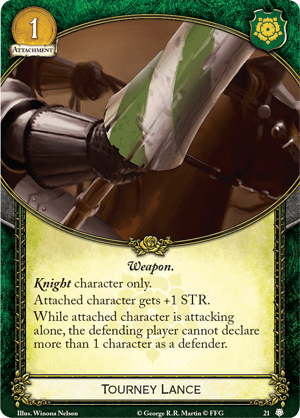 1
ATTACHMENT
Weapon.
Knight character only.
Attached character gets +1 STR.
While attached character is attacking
alone, the defending player cannot declare
more than 1 character as a defender.
TOURNEY LANCE
Illus. Winona Nelson
© George R.R. Martin © FFG
21